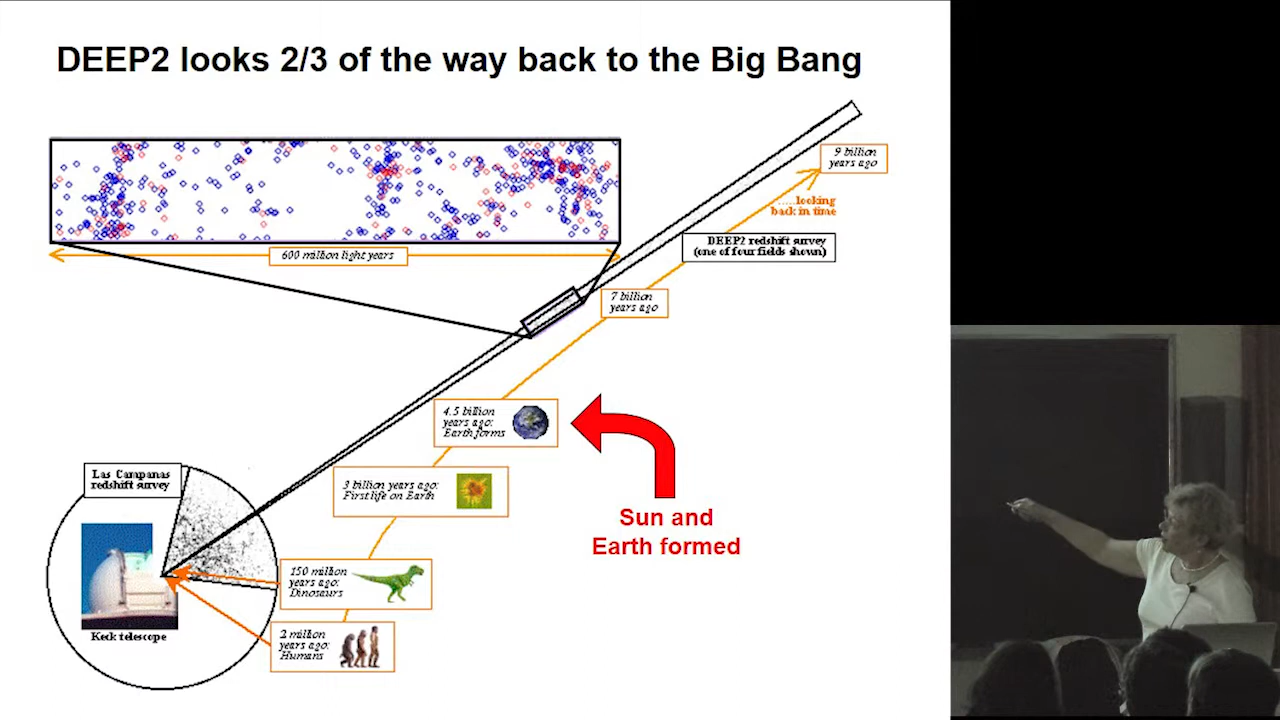 DEEP2 looks 2/3 of the way back to the Big Bang
9 billion
years ago
.....looking
back in time
DEEP2 redshift survey
(one of four fields shown)
600 million light years
7 billion
years ago
4.5 billion
years ago:
Earth forms
Las Campanas
redshift survey
3 billion years ago:
First life on Earth
Sun and
Earth formed
150 million
years ago:
Dinosaurs
Keck telescope
2 million
years ago:
Humans